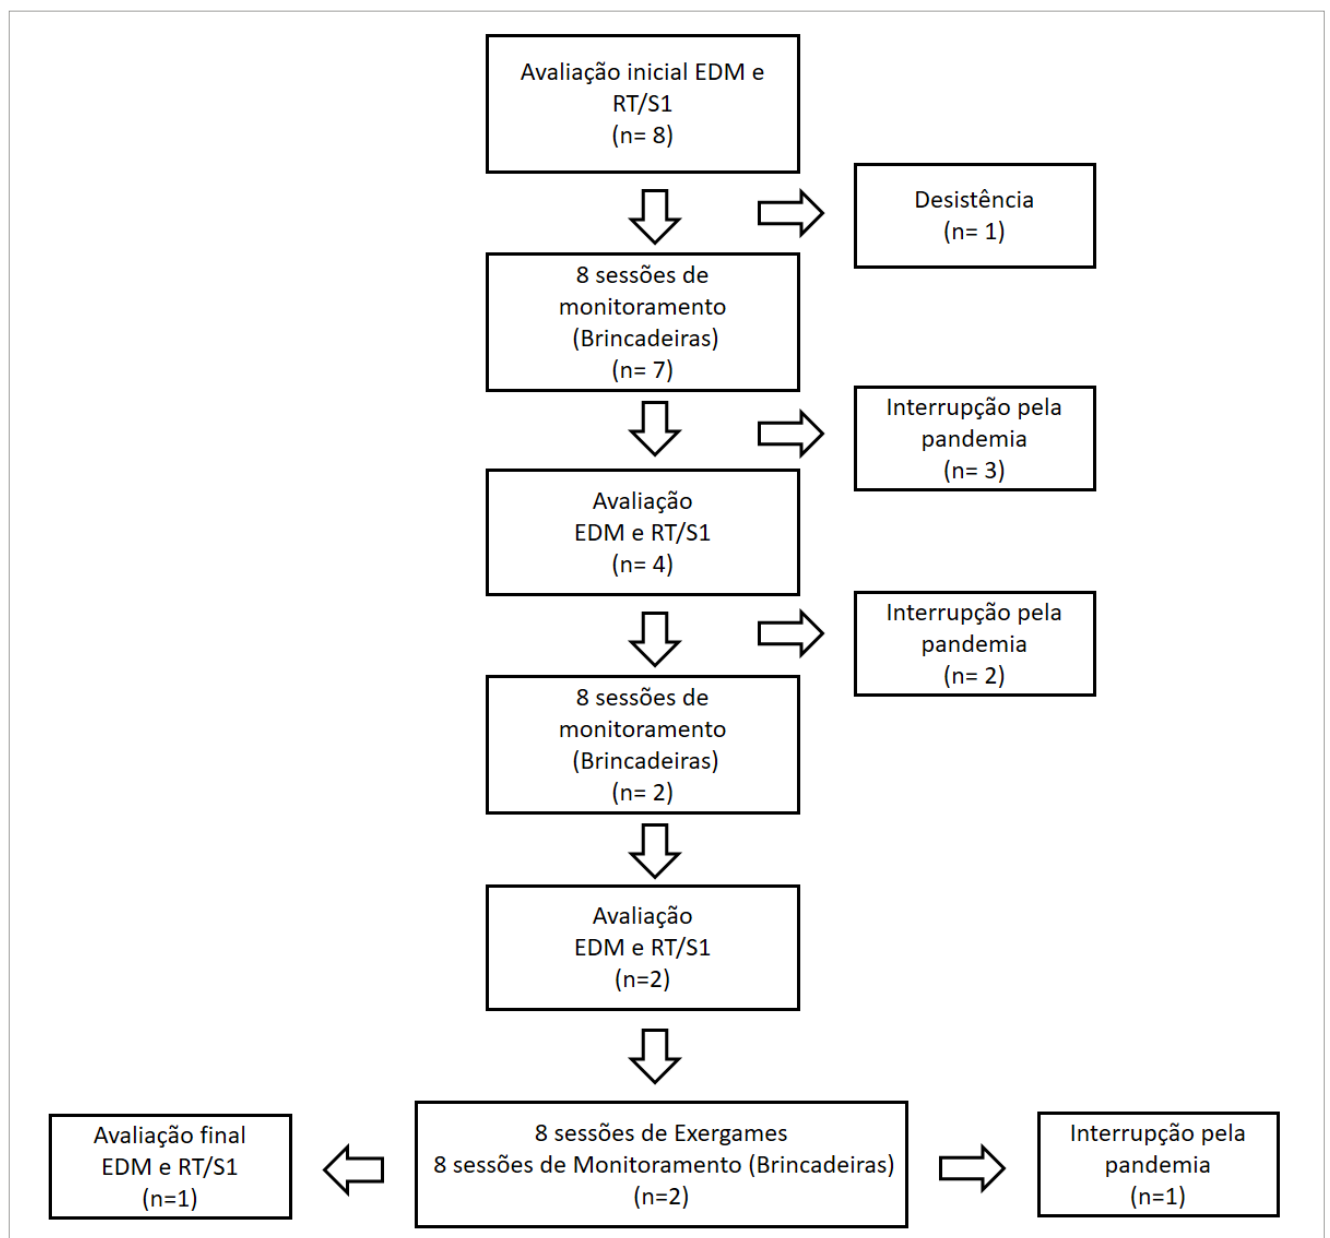 Avaliação inicial EDM e
RT/S1
(n= 8)
Desistência
(n= 1)
8 sessões de
monitoramento
(Brincadeiras)
(n= 7)
Interrupção pela
pandemia
(n= 3)
Avaliação
EDM e RT/S1
(n= 4)
Interrupção pela
pandemia
(n= 2)
8 sessões de
monitoramento
(Brincadeiras)
(n= 2)
Avaliação
EDM e RT/S1
(n=2)
8 sessões de Exergames
8 sessões de Monitoramento (Brincadeiras)
(n=2)
Avaliação final
EDM e RT/S1
(n=1)
Interrupção pela
pandemia
(n=1)